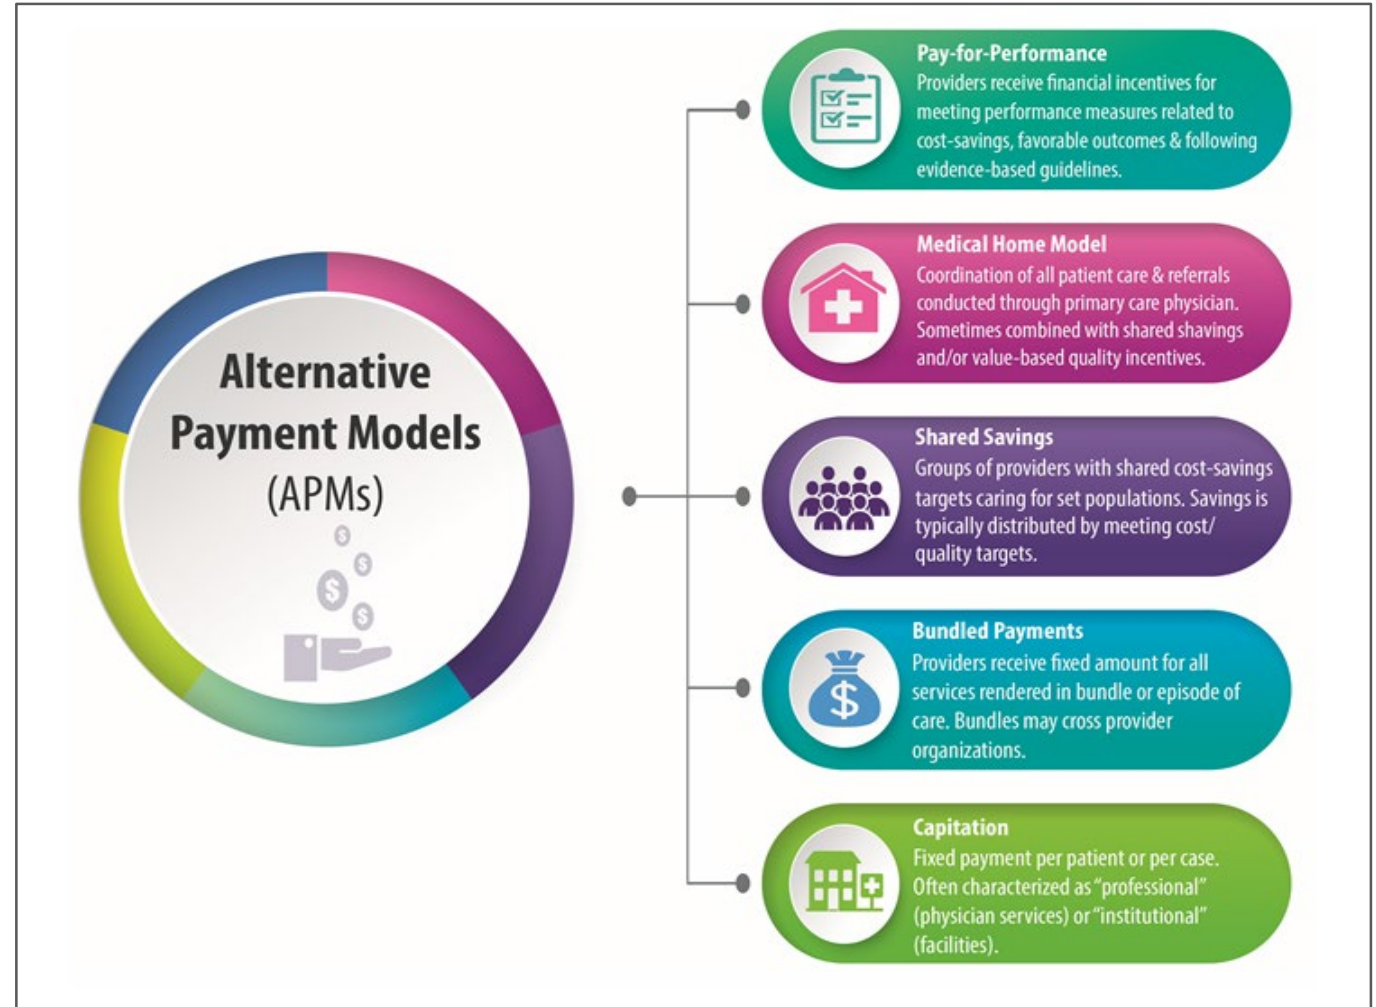 Alternative
Payment Models
(APMs)
$
$
$
$
Pay-for-Performance
Providers receive financial incentives for
meeting performance measures related to
cost-savings, favorable outcomes & following
evidence-based guidelines.
Medical Home Model
Coordination of all patient care & referrals
conducted through primary care physician.
Sometimes combined with shared shavings
and/or value-based quality incentives.
Shared Savings
Groups of providers with shared cost-savings
targets caring for set populations. Savings is
typically distributed by meeting cost/
quality targets.
$
Bundled Payments
Providers receive fixed amount for all
services rendered in bundle or episode of
care. Bundles may cross provider
organizations.
Capitation
Fixed payment per patient or per case.
Often characterized as “professional”
(physician services) or “institutional”
(facilities).